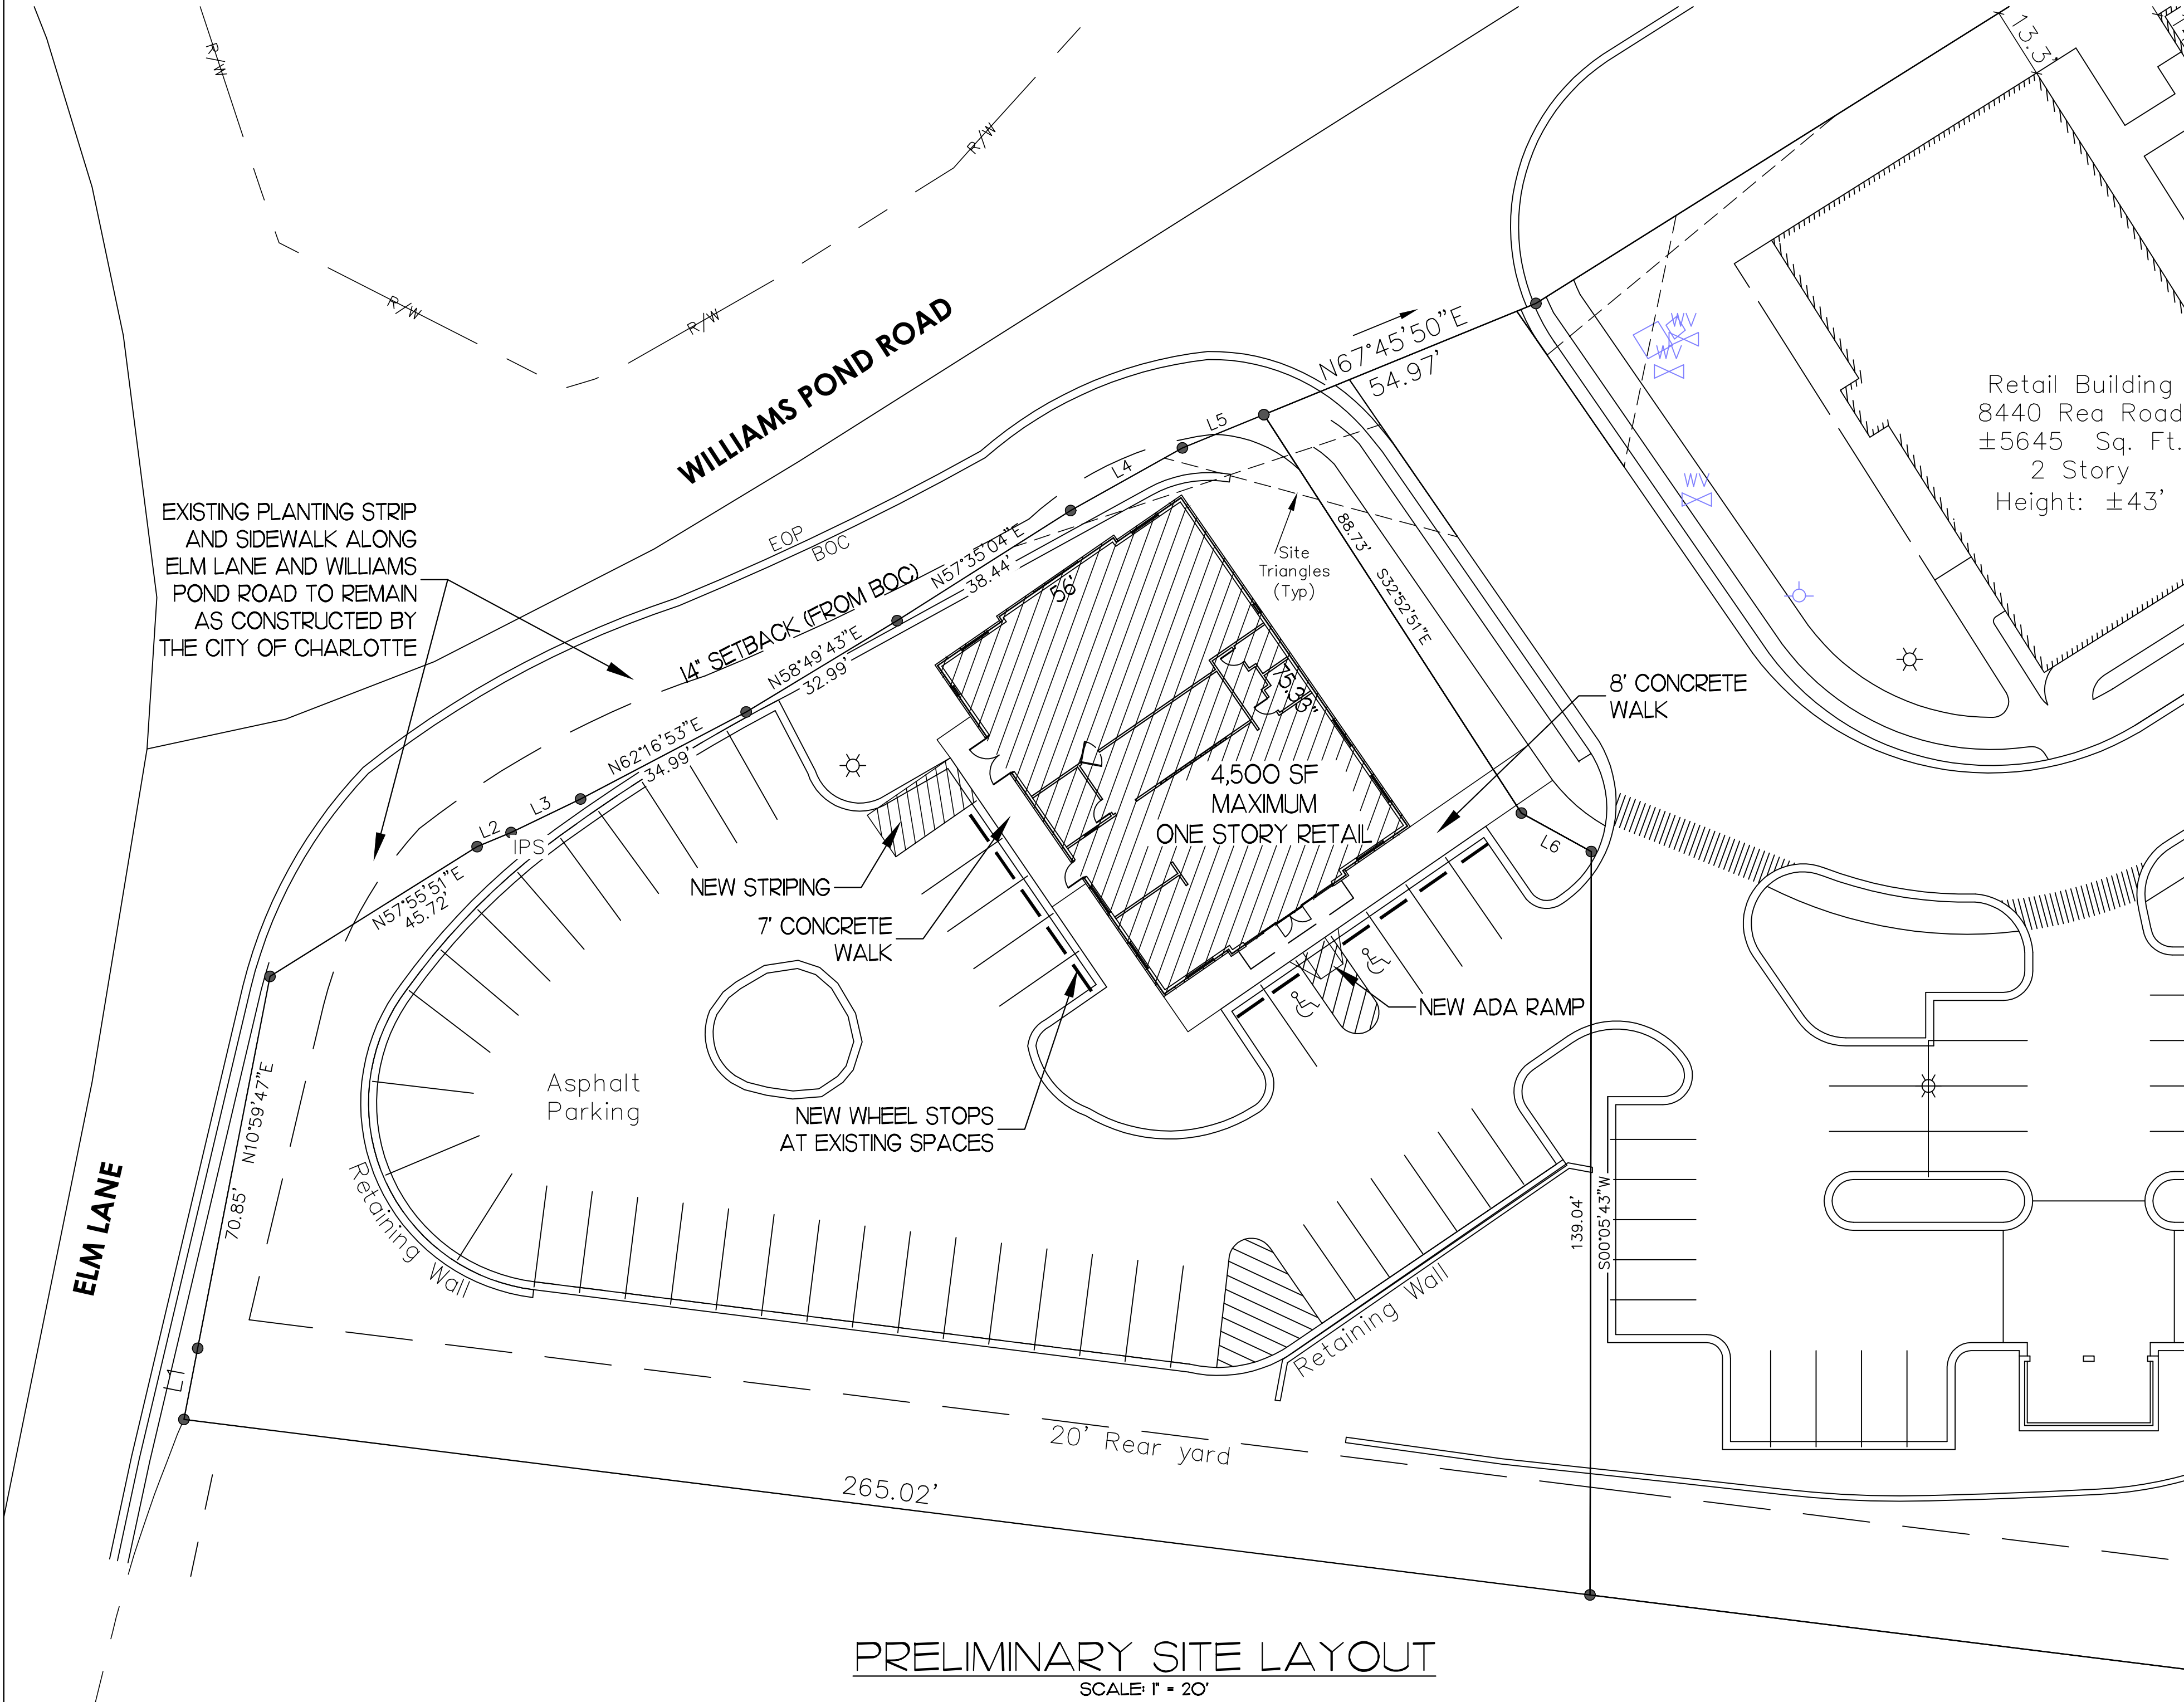 R/W
R/W
R/W
R/W
13.3'
WILLIAMS POND ROAD
N67°45'50"E
54.97'
WV
WV
WV
Retail Building
8440 Rea Road
±5645 Sq. Ft.
2 Story
Height: ±43'
EXISTING PLANTING STRIP
AND SIDEWALK ALONG
ELM LANE AND WILLIAMS
POND ROAD TO REMAIN
AS CONSTRUCTED BY
THE CITY OF CHARLOTTE
EOP
BOC
14" SETBACK (FROM BOC)
L5
L4
N57°35'04"E
38.44'
N58°49'43"E
32.99'
N62°16'53"E
34.99'
L3
L2
IPS
N57°55'51"E
45.72'
56'
75.33"
Site
Triangles
(Typ)
88.73'
S32°52'51"E
8' CONCRETE
WALK
4,500 SF
MAXIMUM
ONE STORY RETAIL
L6
NEW STRIPING
7' CONCRETE
WALK
NEW ADA RAMP
NEW WHEEL STOPS
AT EXISTING SPACES
Asphalt
Parking
N10°59'47"E
70.85'
ELM LANE
L1
Retaining Wall
Retaining Wall
139.04'
S00°05'43"W
20' Rear yard
265.02'
PRELIMINARY SITE LAYOUT
SCALE: 1" = 20'